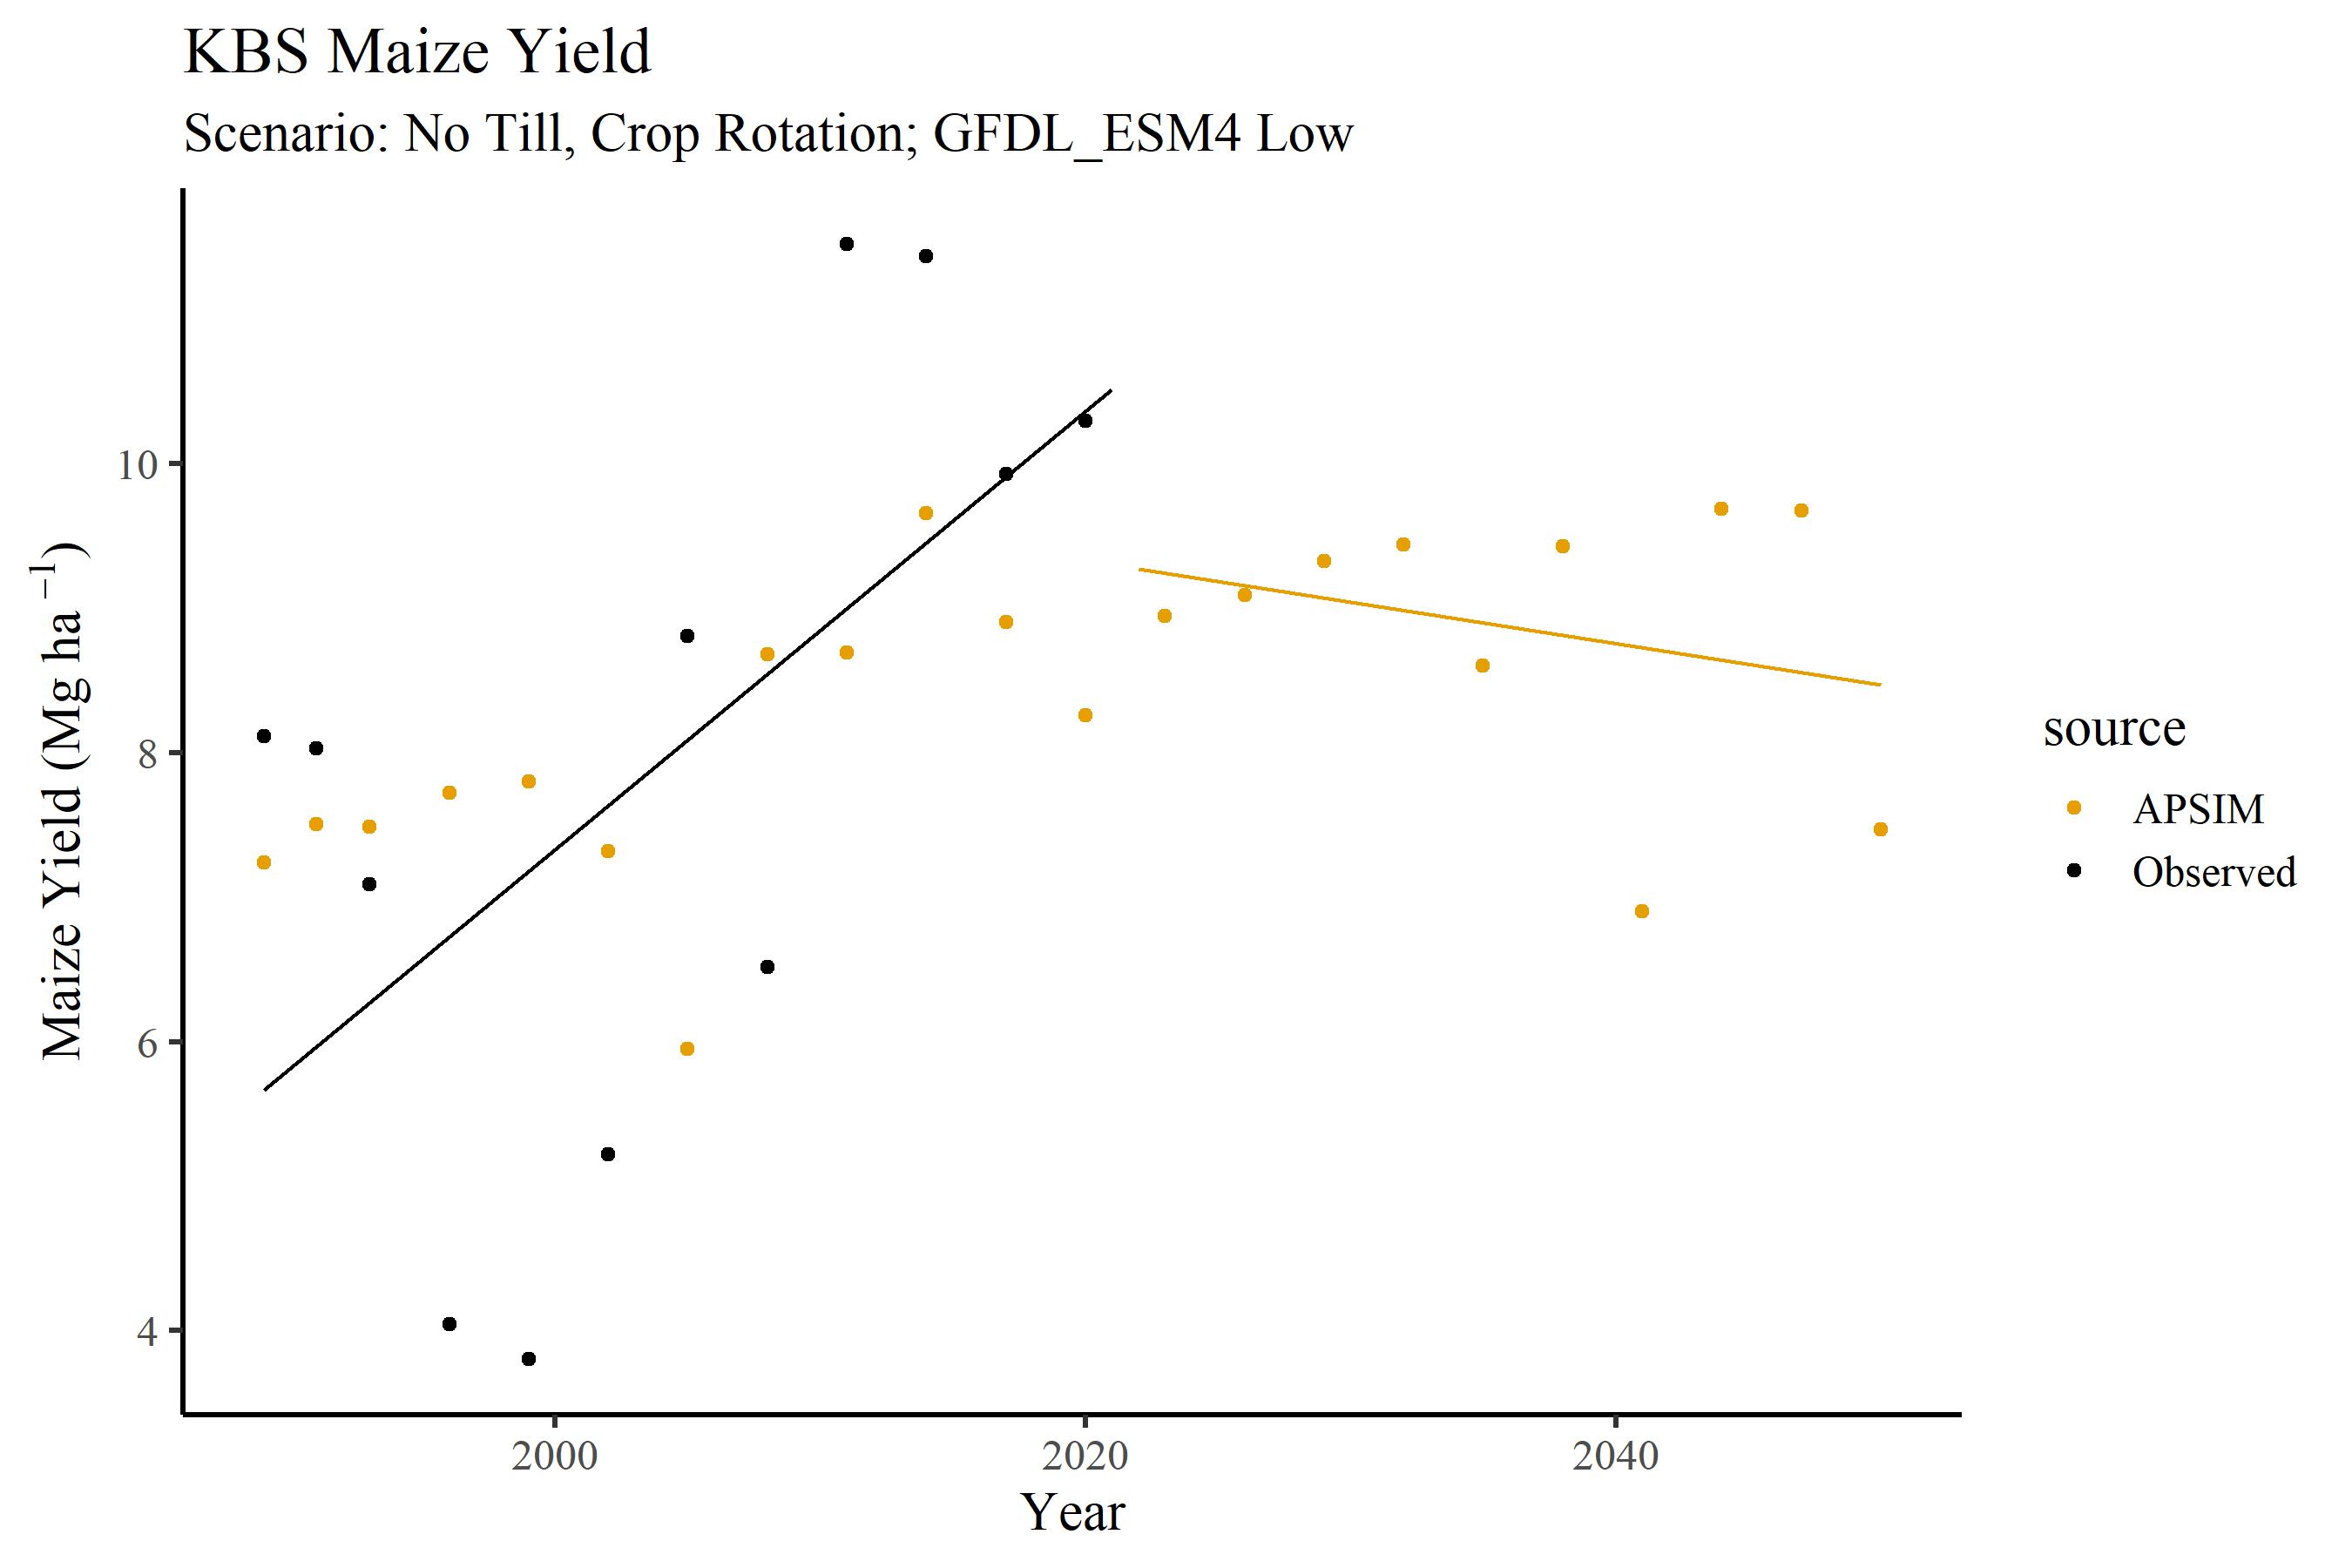 KBS Maize Yield
Scenario: No Till, Crop Rotation; GFDL_ESM4 Low
Maize Yield (Mg ha −1)
10
8
6
4
2000
2020
2040
Year
source
APSIM
Observed